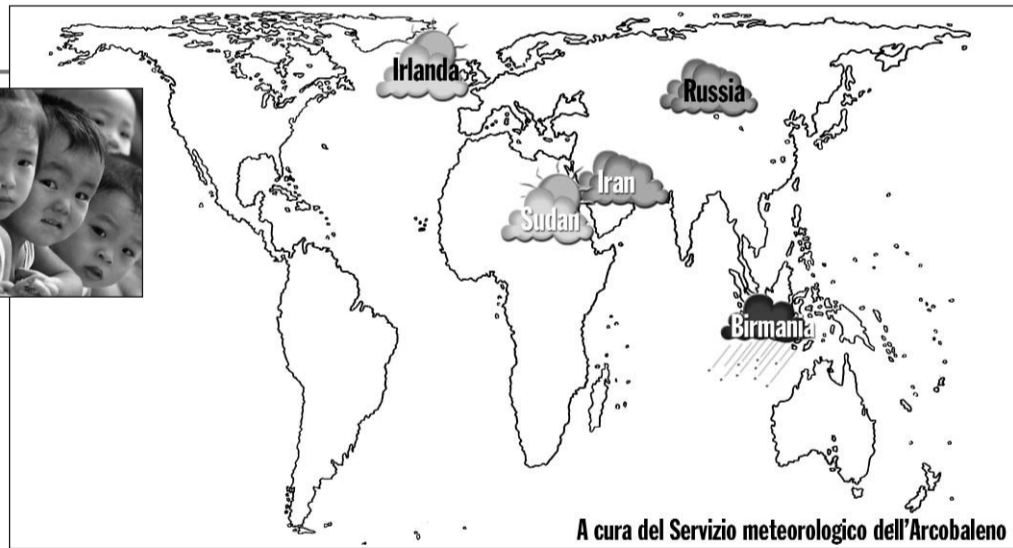 Irlanda
Russia
Iran
Sudan
Birmania
A cura del Servizio meteorologico dell'Arcobaleno